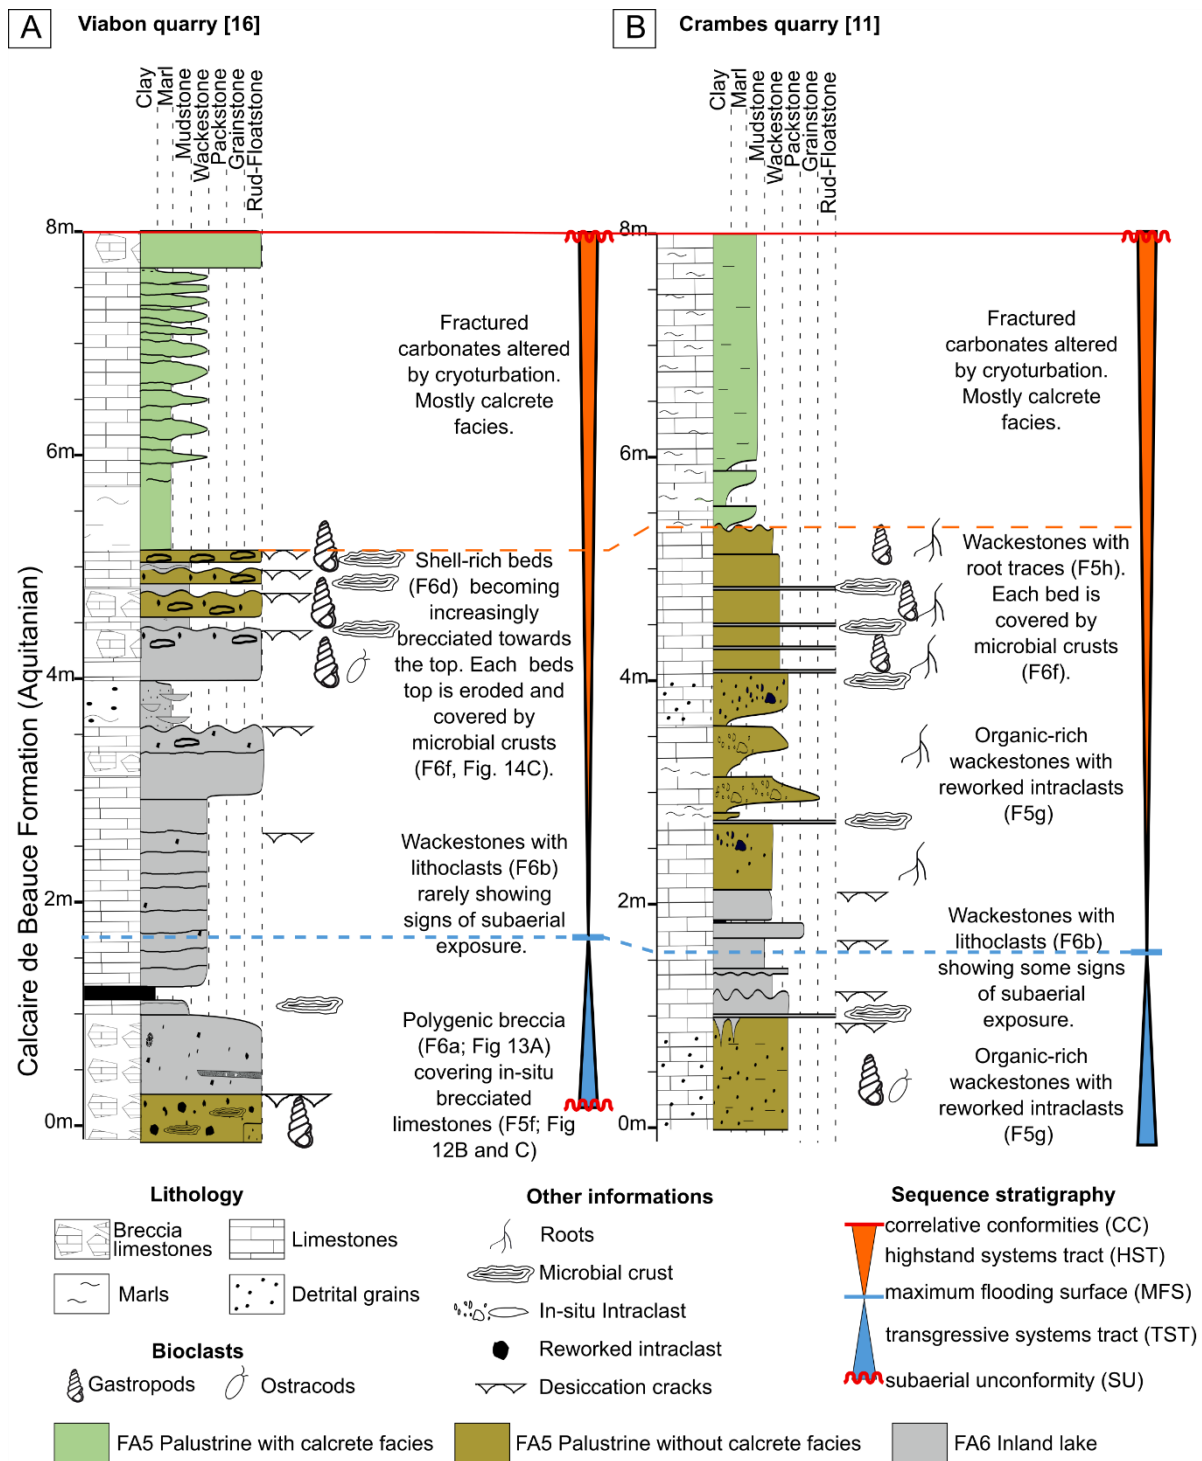 A
Viabon quarry [16]
B
Crambes quarry [11]
Clay
Marl
Mudstone
Wackestone
Packstone
Grainstone
Rud-Floatstone
Clay
Marl
Mudstone
Wackestone
Packstone
Grainstone
Rud-Floatstone
Calcaire de Beauce Formation (Aquitanian)
8m
6m
4m
2m
0m
Fractured
carbonates altered
by cryoturbation.
Mostly calcrete
facies.
Shell-rich beds
(F6d) becoming
increasingly
brecciated towards
the top. Each beds
top is eroded and
covered by
microbial crusts
(F6f, Fig. 14C).
Wackestones with
lithoclasts (F6b)
rarely showing
signs of subaerial
exposure.
Polygenic breccia
(F6a; Fig 13A)
covering in-situ
brecciated
limestones (F5f; Fig
12B and C)
8m
6m
4m
2m
0m
Fractured
carbonates altered
by cryoturbation.
Mostly calcrete
facies.
Wackestones with
root traces (F5h).
Each bed is
covered by
microbial crusts
(F6f).
Organic-rich
wackestones with
reworked intraclasts
(F5g)
Wackestones with
lithoclasts (F6b)
showing some signs
of subaerial
exposure.
Organic-rich
wackestones with
reworked intraclasts
(F5g)
Lithology
Breccia
limestones
Limestones
Marls
Detrital grains
Bioclasts
Gastropods
Ostracods
Other informations
Roots
Microbial crust
In-situ Intraclast
Reworked intraclast
Desiccation cracks
Sequence stratigraphy
correlative conformities (CC)
highstand systems tract (HST)
maximum flooding surface (MFS)
transgressive systems tract (TST)
subaerial unconformity (SU)
FA5 Palustrine with calcrete facies
FA5 Palustrine without calcrete facies
FA6 Inland lake